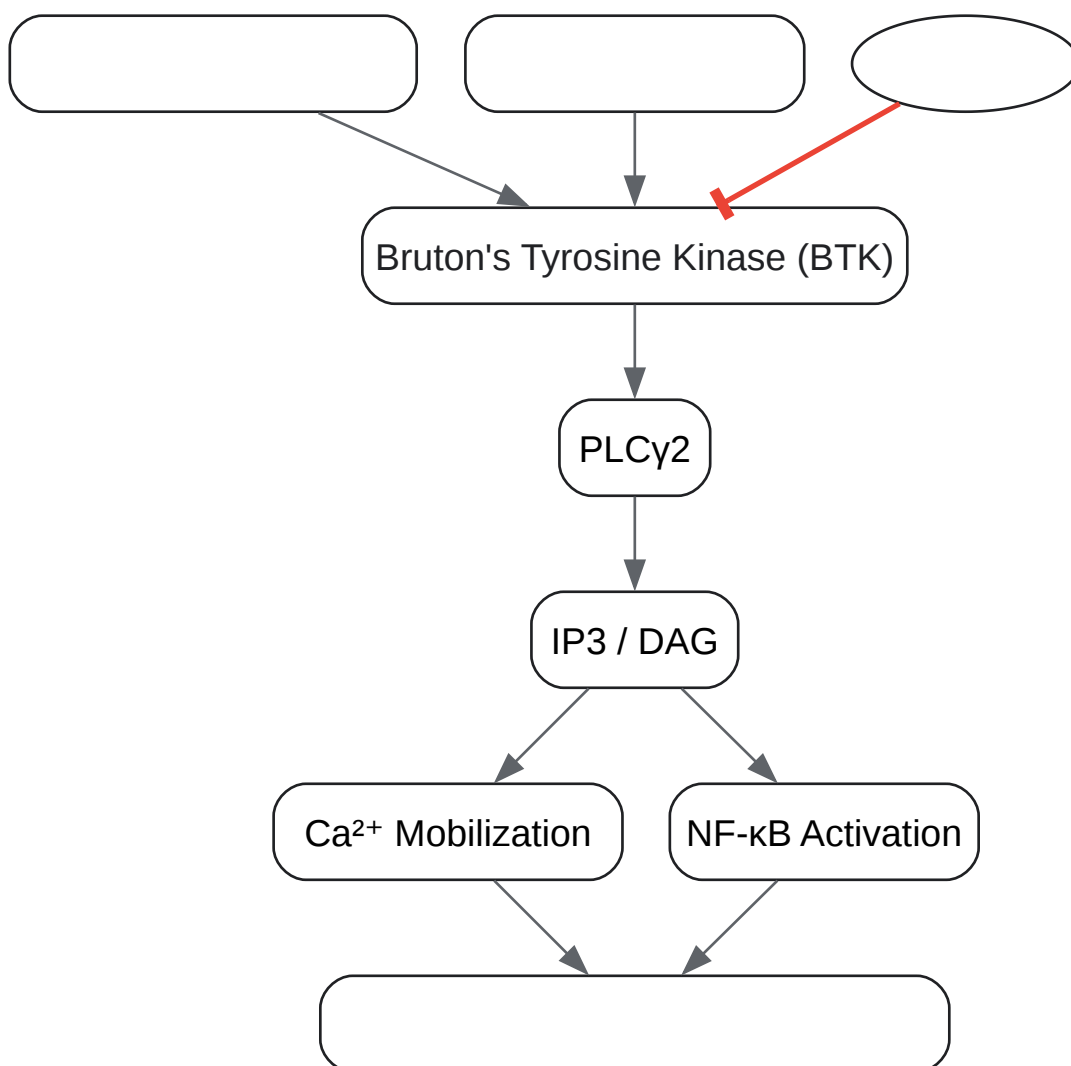 Bruton's Tyrosine Kinase (BTK)
PLCγ2
IP3 / DAG
Ca²⁺ Mobilization
NF-κB Activation